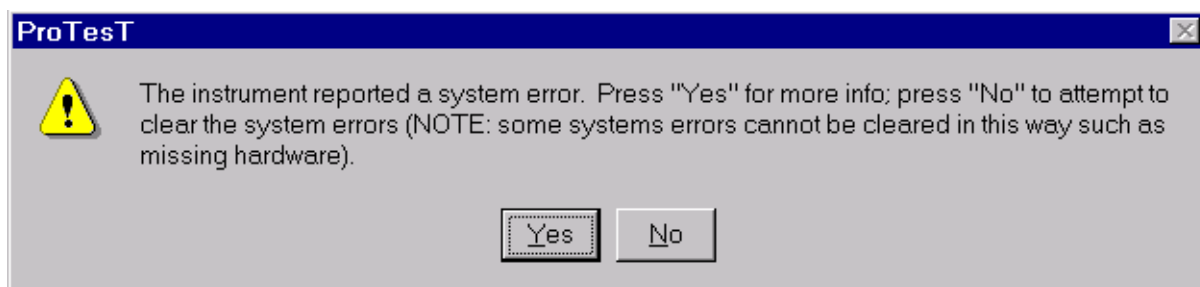 ProTesT
The instrument reported a system error.  Press "Yes" for more info; press "No" to attempt to
clear the system errors (NOTE: some systems errors cannot be cleared in this way such as
missing hardware).
Yes
No